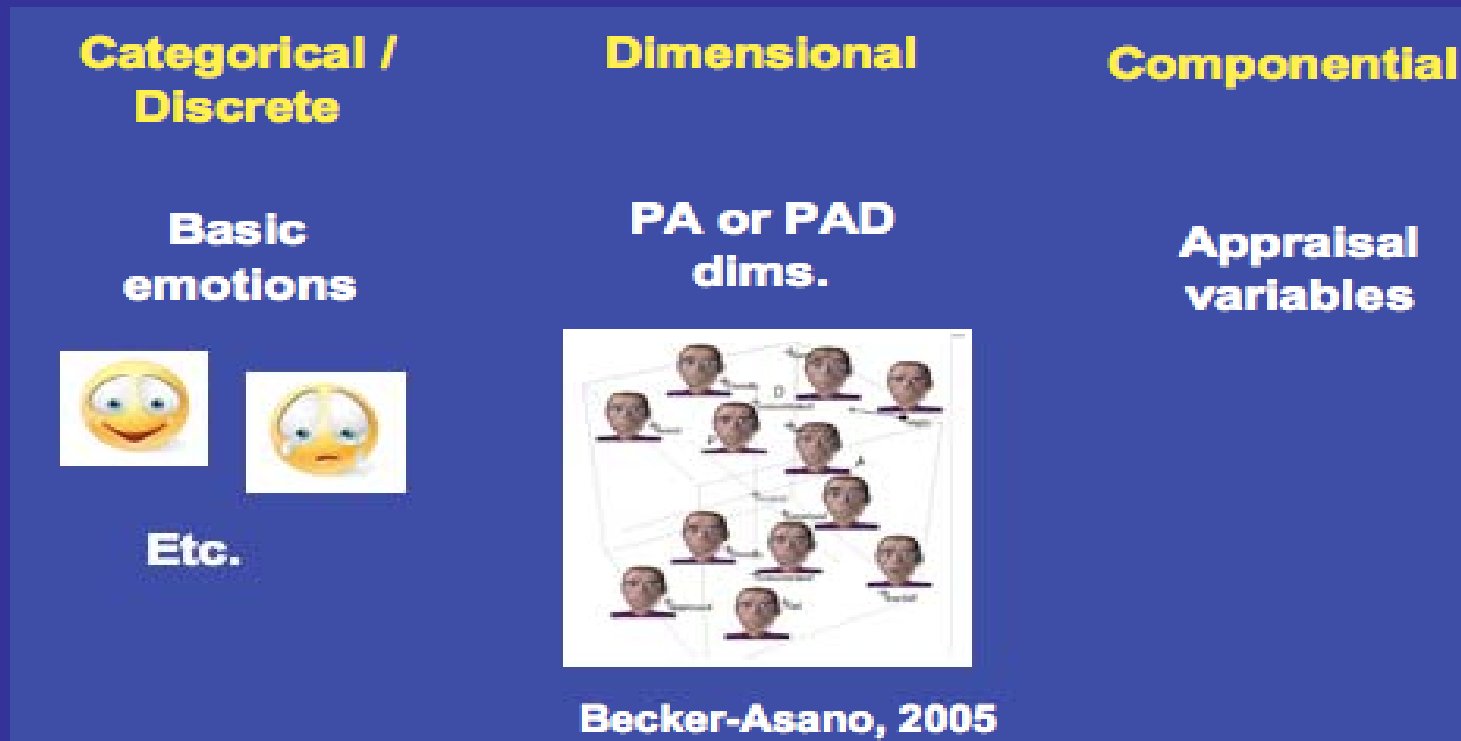 Categorical /
Discrete
Dimensional
Componential
Basic
emotions
PA or PAD
dims.
Appraisal
variables
D
A
Etc.
Becker-Asano, 2005